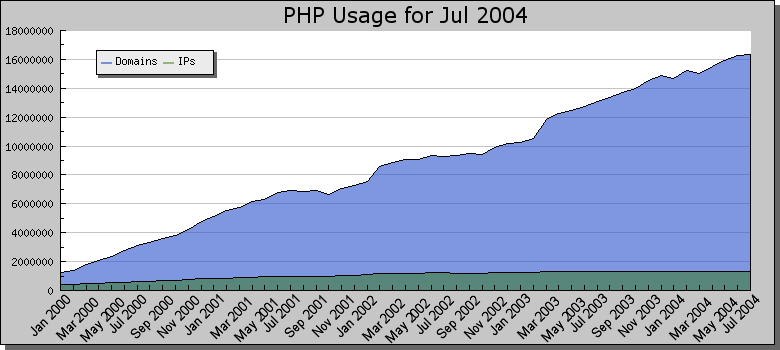 PHP Usage for Jul 2004
18000000
16000000
14000000
12000000
10000000
8000000
6000000
4000000
2000000
0
Domains IPs
Jan 2000
Mar 2000
May 2000
Jul 2000
Sep 2000
Nov 2000
Jan 2001
Mar 2001
May 2001
Jul 2001
Sep 2001
Nov 2001
Jan 2002
Mar 2002
May 2002
Jul 2002
Sep 2002
Nov 2002
Jan 2003
Mar 2003
May 2003
Jul 2003
Sep 2003
Nov 2003
Jan 2004
Mar 2004
May 2004
Jul 2004